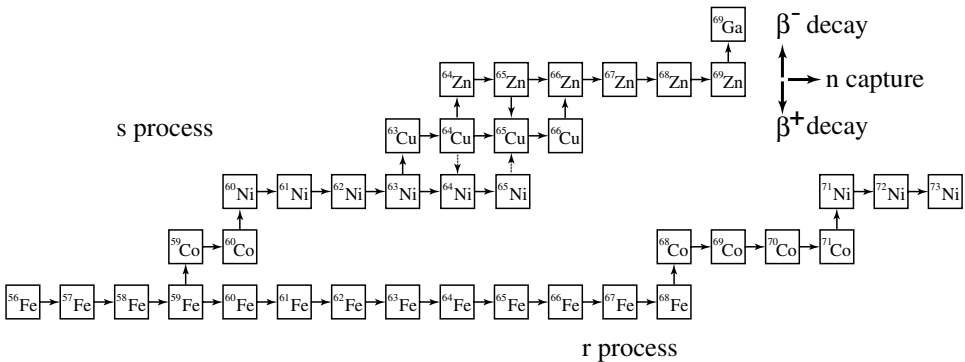 ⁶⁹Ga β⁻ decay
⁶⁴Zn ⁶⁵Zn ⁶⁶Zn ⁶⁷Zn ⁶⁸Zn ⁶⁹Zn n capture
s process ⁶³Cu ⁶⁴Cu ⁶⁵Cu ⁶⁶Cu β⁺ decay
⁶⁰Ni ⁶¹Ni ⁶²Ni ⁶³Ni ⁶⁴Ni ⁶⁵Ni ⁷¹Ni ⁷²Ni ⁷³Ni
⁵⁹Co ⁶⁰Co ⁶⁸Co ⁶⁹Co ⁷⁰Co ⁷¹Co
⁵⁶Fe ⁵⁷Fe ⁵⁸Fe ⁵⁹Fe ⁶⁰Fe ⁶¹Fe ⁶²Fe ⁶³Fe ⁶⁴Fe ⁶⁵Fe ⁶⁶Fe ⁶⁷Fe ⁶⁸Fe
r process